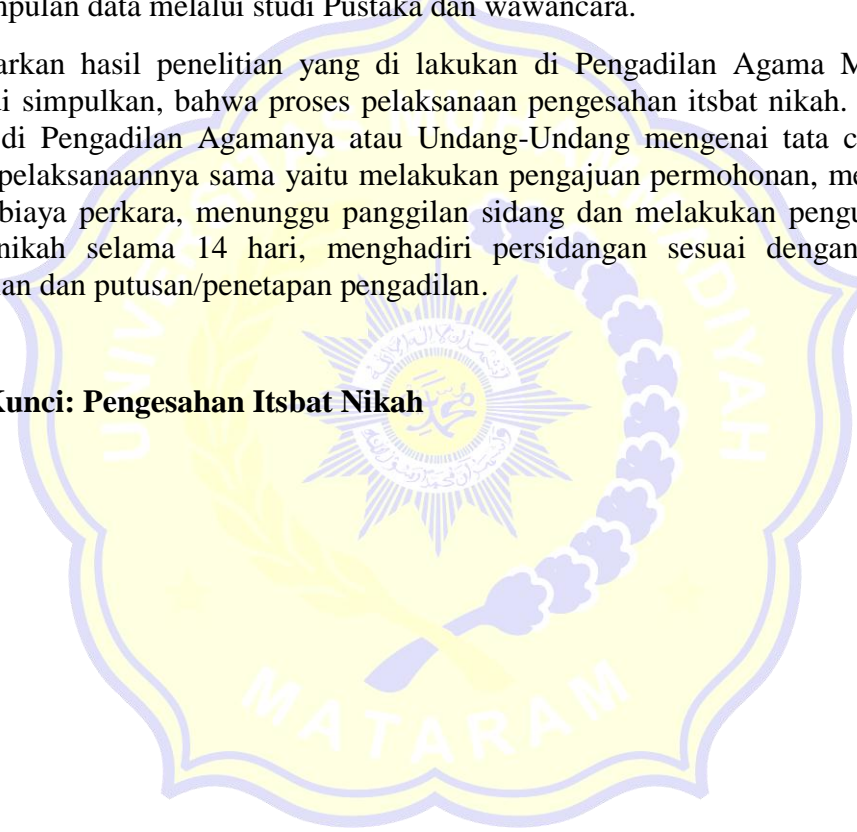 mpulan data melalui studi Pustaka dan wawancara.
arkan hasil penelitian yang di lakukan di Pengadilan Agama M
di simpulkan, bahwa proses pelaksanaan pengesahan itsbat nikah.
di Pengadilan Agamanya atau Undang-Undang mengenai tata c
pelaksanaannya sama yaitu melakukan pengajuan permohonan, me
biaya perkara, menunggu panggilan sidang dan melakukan pengu
nikah selama 14 hari, menghadiri persidangan sesuai dengan
an dan putusan/penetapan pengadilan.
Kunci: Pengesahan Itsbat Nikah
UNIVERSITAS MUHAMMADIYAH
MATARAM